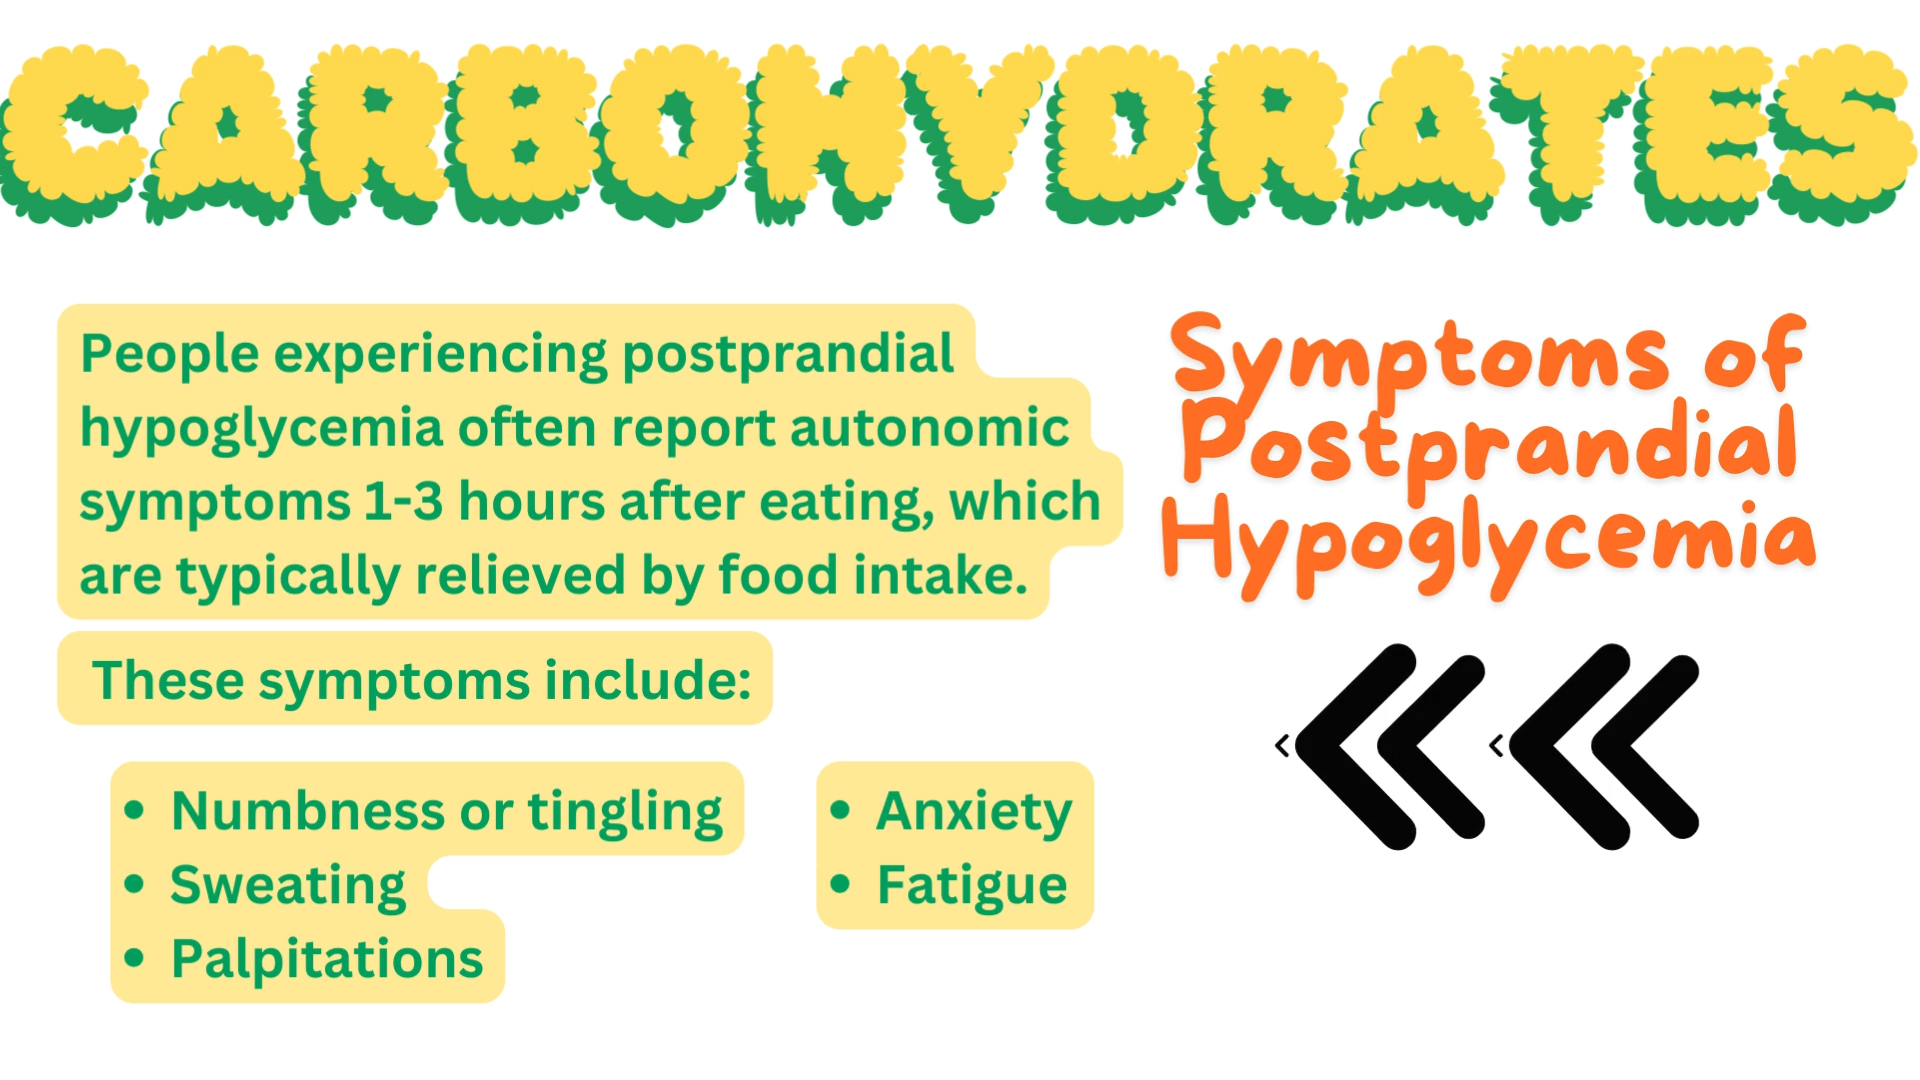 CARBOHYDRATES
People experiencing postprandial
hypoglycemia often report autonomic
symptoms 1-3 hours after eating, which
are typically relieved by food intake.
These symptoms include:
• Numbness or tingling
• Sweating
• Palpitations
• Anxiety
• Fatigue
Symptoms of
Postprandial
Hypoglycemia